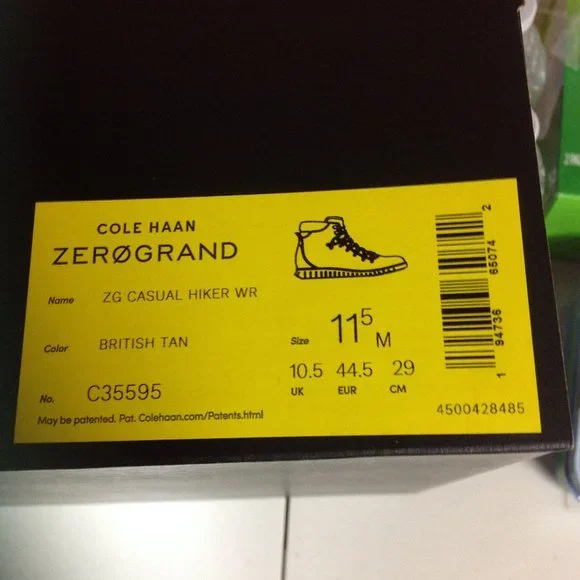 COLE HAAN
ZERØGRAND
Name ZG CASUAL HIKER WR
Color BRITISH TAN
No. C35595
May be patented. Pat. Colehaan.com/Patents.html
Size 11⁵ M
10.5 44.5 29
UK EUR CM
1 94736 65074 2
4500428485